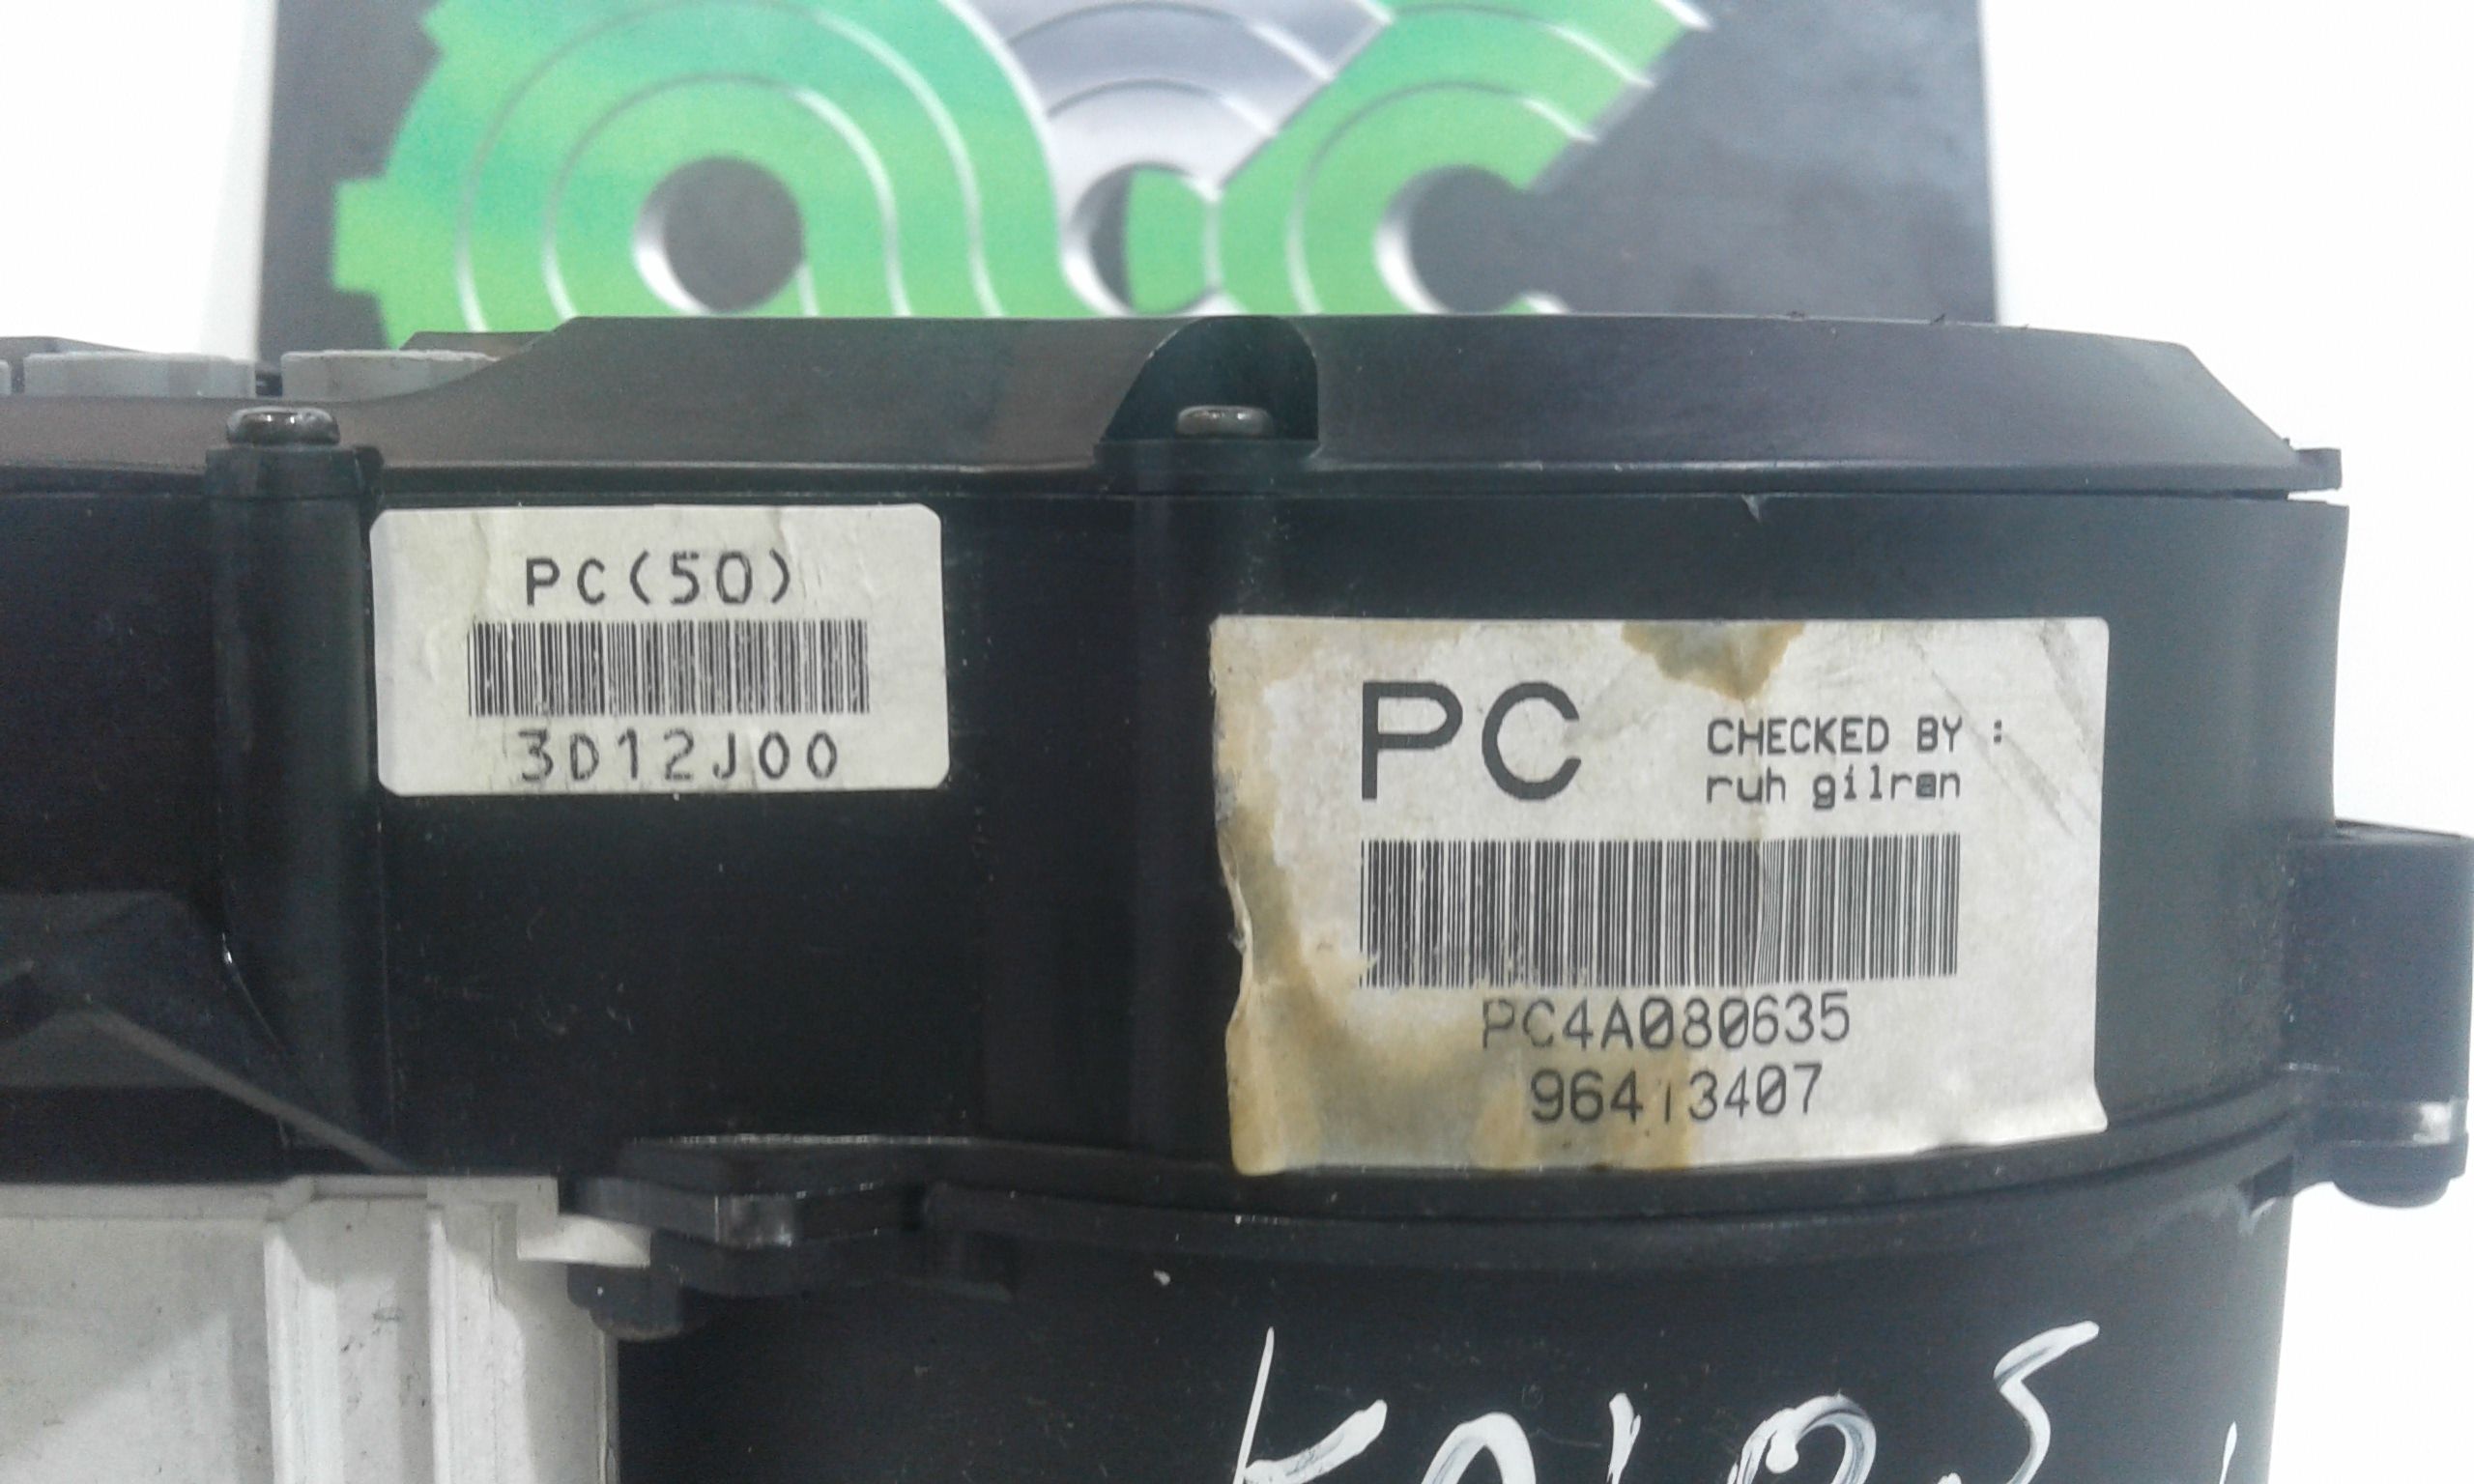 PC(50)
3D12J00
PC
CHECKED BY :
ruh gilran
PC4A080635
96413407